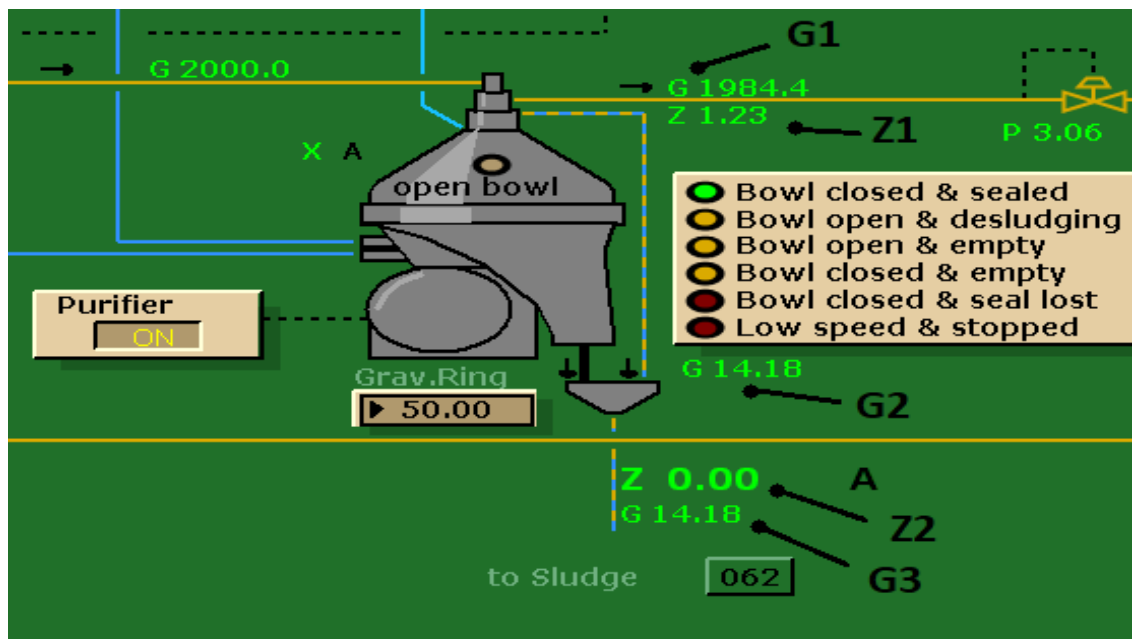 G1
G 2000.0
G 1984.4
Z 1.23
Z1
P 3.06
X A
open bowl
Bowl closed & sealed
Bowl open & desludging
Bowl open & empty
Bowl closed & empty
Bowl closed & seal lost
Low speed & stopped
Purifier
ON
Grav.Ring
50.00
G 14.18
G2
Z 0.00 A
G 14.18
Z2
G3
to Sludge 062